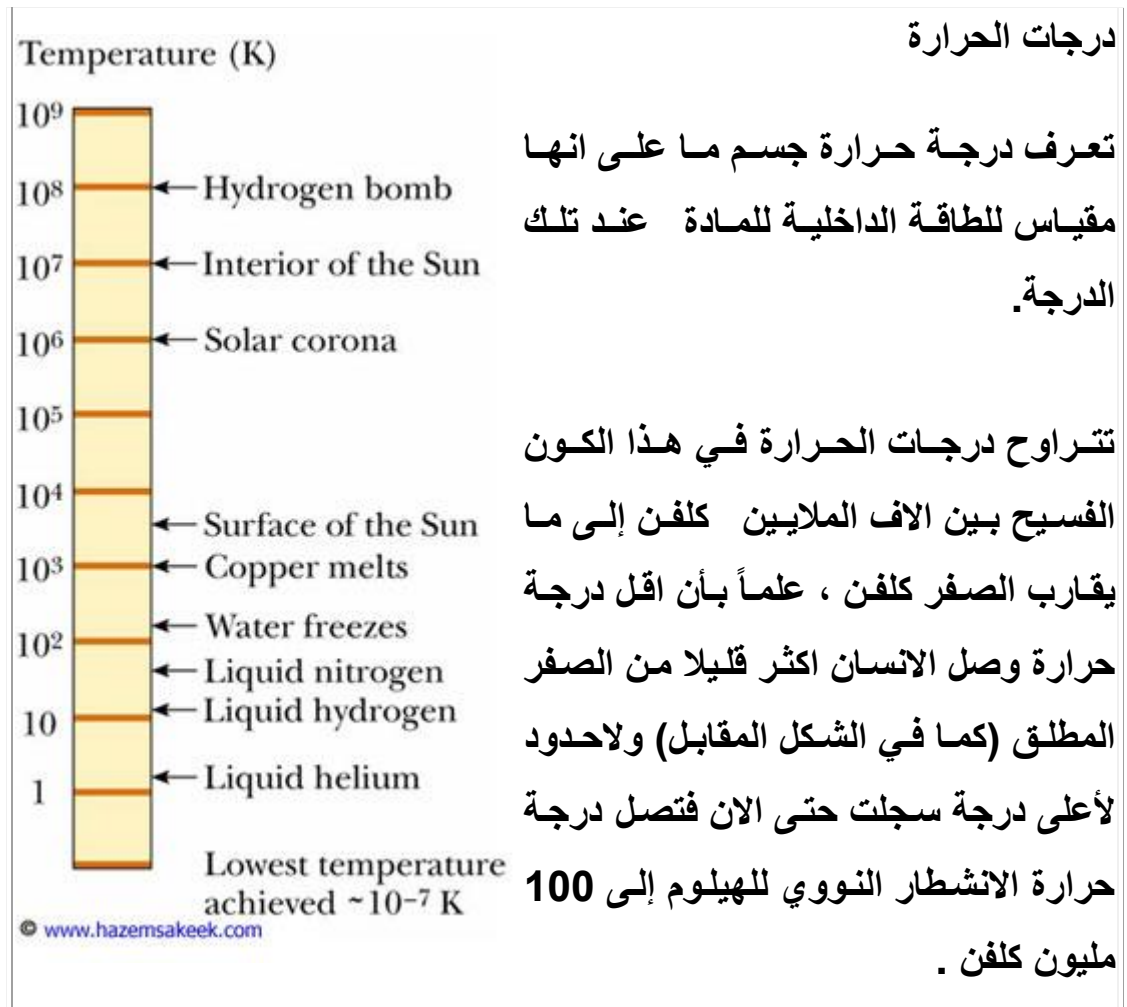 درجات الحرارة
تعرف درجة حرارة جسم ما على انها
مقياس للطاقة الداخلية للمادة عند تلك
الدرجة.
تتراوح درجات الحرارة في هذا الكون
الفسيح بين الاف الملايين كلفن إلى ما
يقارب الصفر كلفن ، علماً بأن اقل درجة
حرارة وصل الانسان اكثر قليلا من الصفر
المطلق (كما في الشكل المقابل) ولاحدود
لأعلى درجة سجلت حتى الان فتصل درجة
حرارة الانشطار النووي للهيلوم إلى 100
مليون كلفن .
Temperature (K)
10⁹
10⁸ Hydrogen bomb
10⁷ Interior of the Sun
10⁶ Solar corona
10⁵
10⁴
Surface of the Sun
10³ Copper melts
Water freezes
10²
Liquid nitrogen
Liquid hydrogen
10
Liquid helium
1
Lowest temperature
achieved ~10⁻⁷ K
© www.hazemsakeek.com